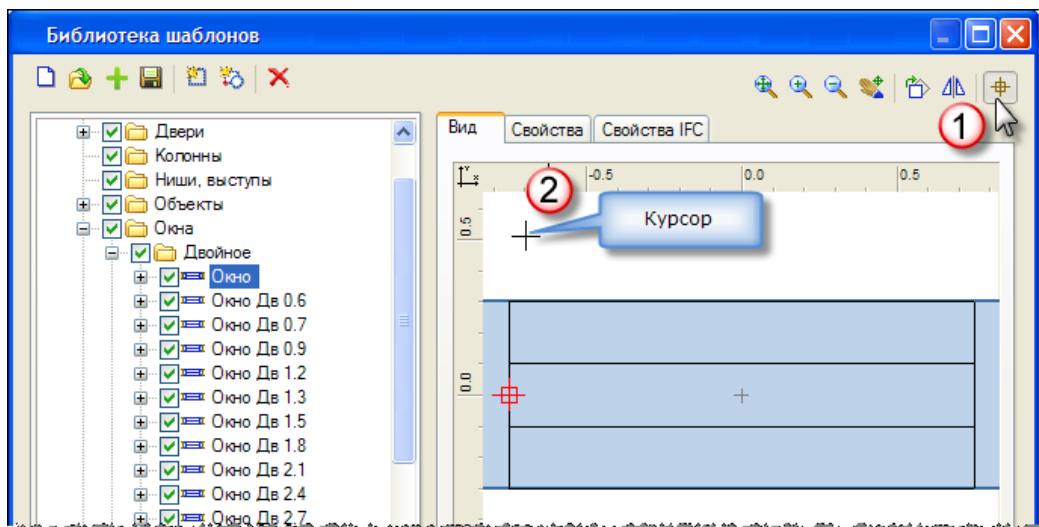 Библиотека шаблонов
1
Двери
Колонны
Ниши, выступы
Объекты
Окна
Двойное
Окно
Окно Дв 0.6
Окно Дв 0.7
Окно Дв 0.9
Окно Дв 1.2
Окно Дв 1.3
Окно Дв 1.5
Окно Дв 1.8
Окно Дв 2.1
Окно Дв 2.4
Окно Дв 2.7
Вид Свойства Свойства IFC
Y x -0.5 0.0 0.5
2
Курсор
0.5
0.0